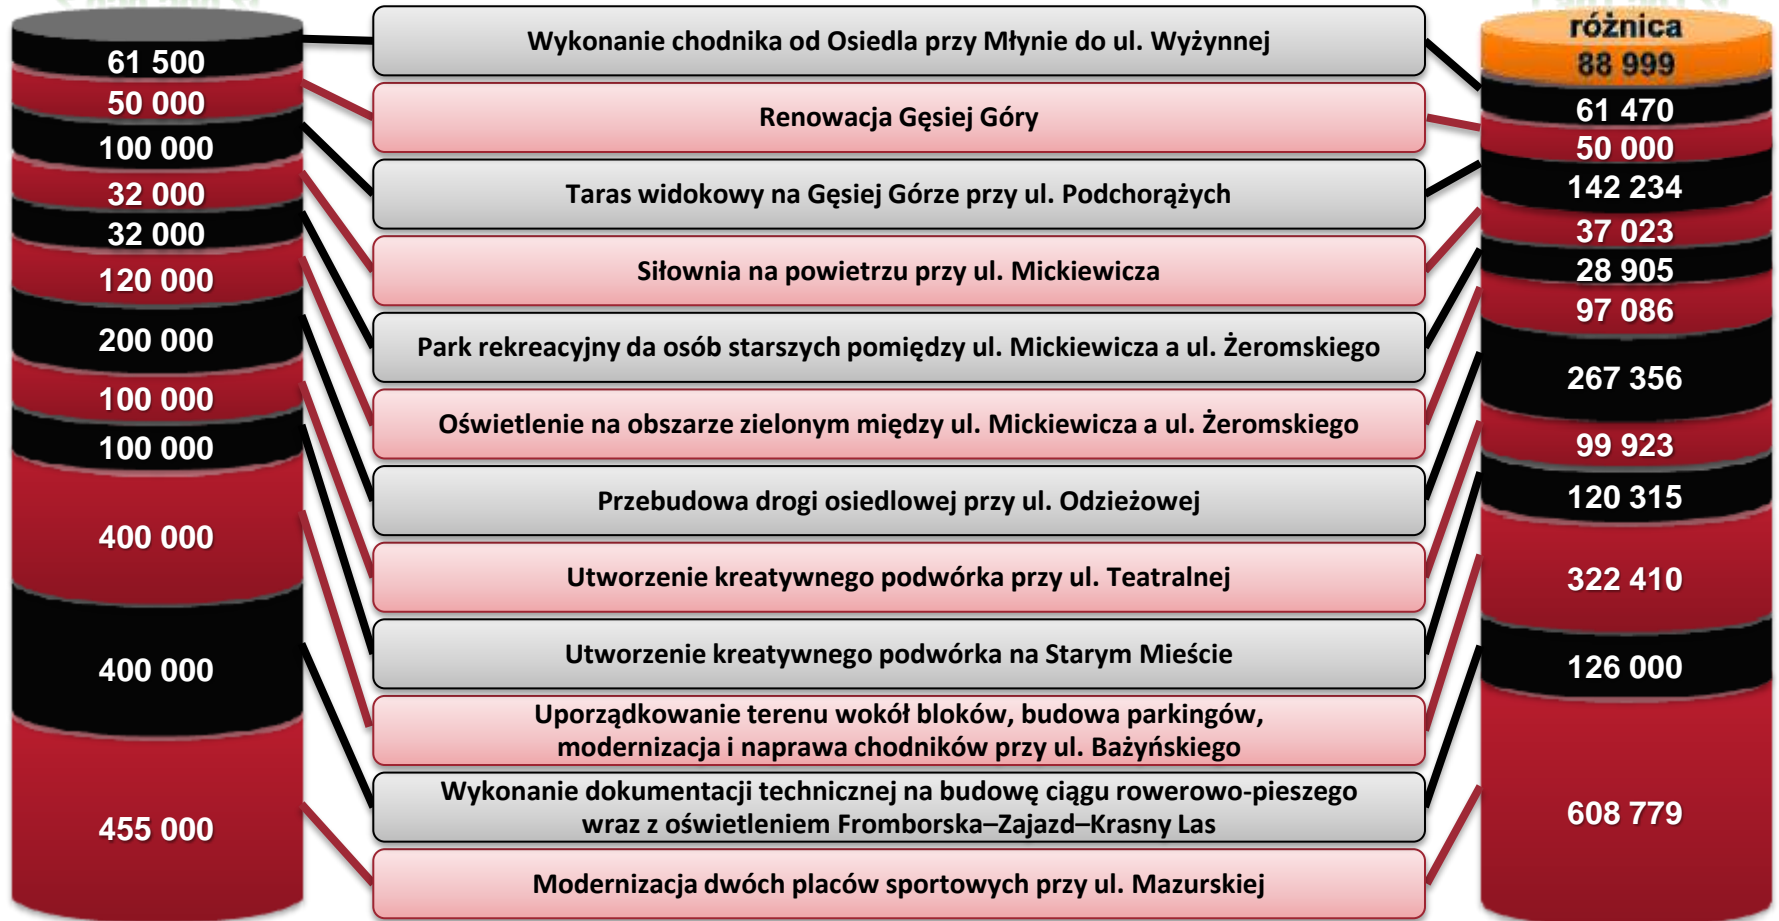 61 500
50 000
100 000
32 000
32 000
120 000
200 000
100 000
100 000
400 000
400 000
455 000
Wykonanie chodnika od Osiedla przy Młynie do ul. Wyżynnej
Renowacja Gęsiej Góry
Taras widokowy na Gęsiej Górze przy ul. Podchorążych
Siłownia na powietrzu przy ul. Mickiewicza
Park rekreacyjny da osób starszych pomiędzy ul. Mickiewicza a ul. Żeromskiego
Oświetlenie na obszarze zielonym między ul. Mickiewicza a ul. Żeromskiego
Przebudowa drogi osiedlowej przy ul. Odzieżowej
Utworzenie kreatywnego podwórka przy ul. Teatralnej
Utworzenie kreatywnego podwórka na Starym Mieście
Uporządkowanie terenu wokół bloków, budowa parkingów,
modernizacja i naprawa chodników przy ul. Bażyńskiego
Wykonanie dokumentacji technicznej na budowę ciągu rowerowo-pieszego
wraz z oświetleniem Fromborska–Zajazd–Krasny Las
Modernizacja dwóch placów sportowych przy ul. Mazurskiej
różnica
88 999
61 470
50 000
142 234
37 023
28 905
97 086
267 356
99 923
120 315
322 410
126 000
608 779